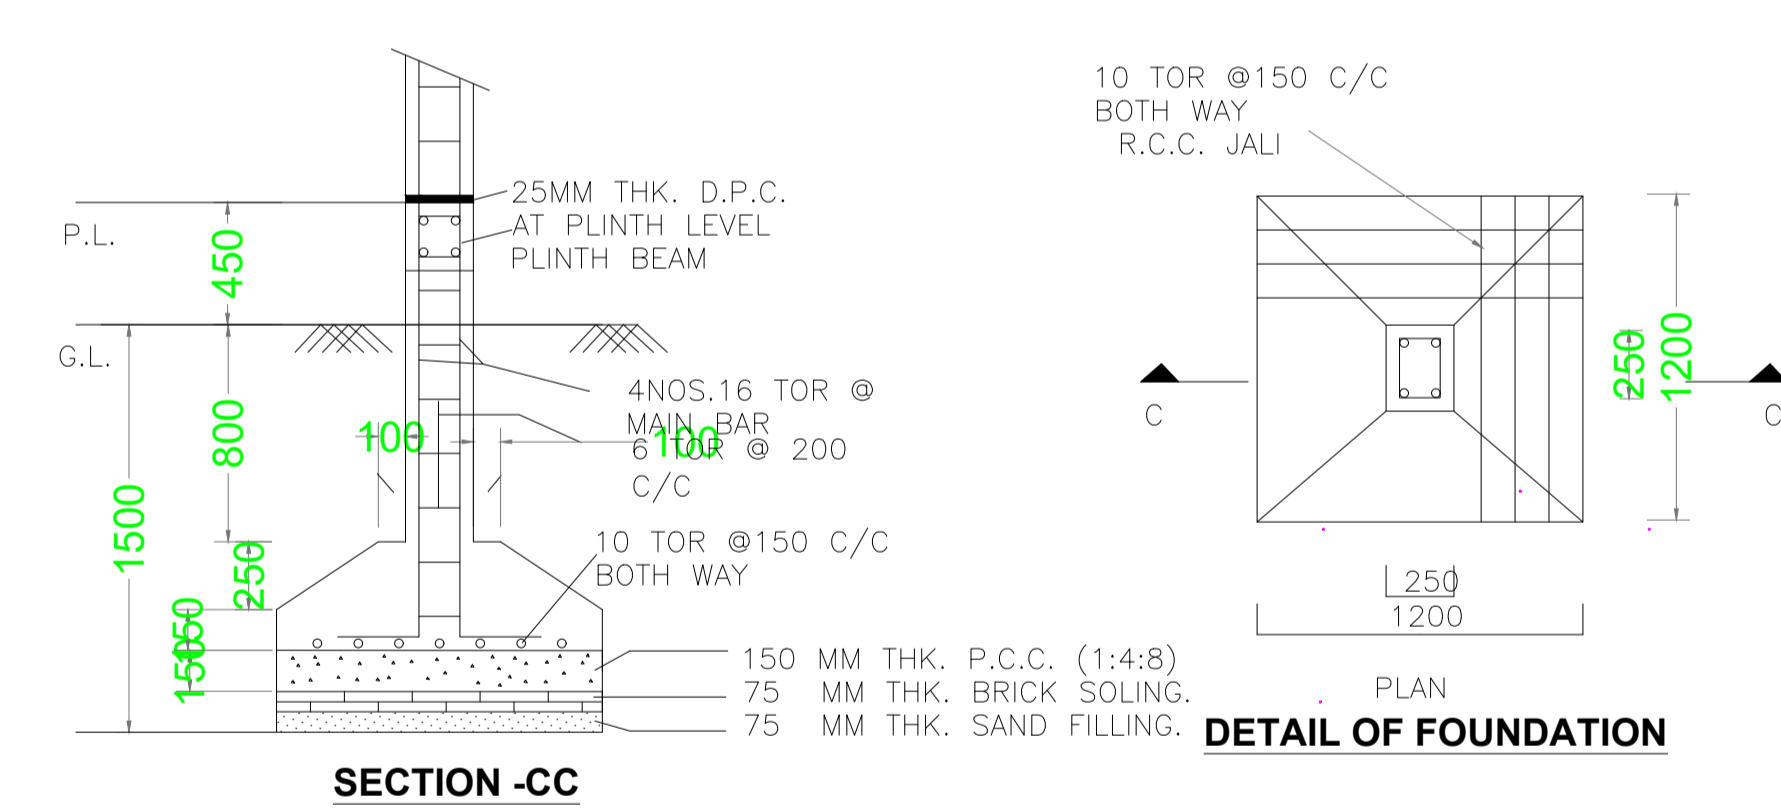 25MM THK. D.P.C.
AT PLINTH LEVEL
PLINTH BEAM
P.L.
450
G.L.
800
1500
100
100
4NOS.16 TOR @
MAIN BAR
6 TOR @ 200
C/C
250
10 TOR @150 C/C
BOTH WAY
150
150
150 MM THK. P.C.C. (1:4:8)
75 MM THK. BRICK SOLING.
75 MM THK. SAND FILLING.
SECTION -CC
10 TOR @150 C/C
BOTH WAY
R.C.C. JALI
250
1200
C
C
250
1200
PLAN
DETAIL OF FOUNDATION